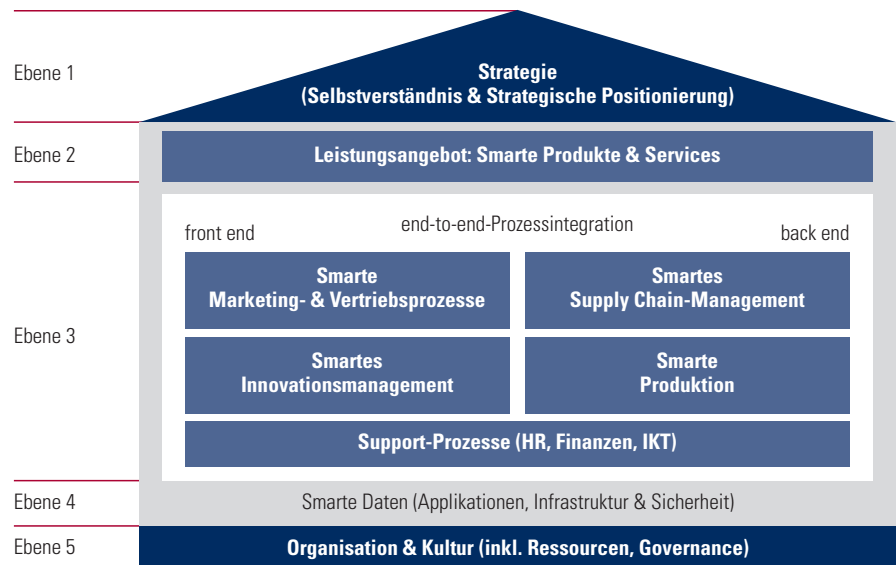 Ebene 1
Strategie
(Selbstverständnis & Strategische Positionierung)
Ebene 2
Leistungsangebot: Smarte Produkte & Services
Ebene 3
front end
end-to-end-Prozessintegration
back end
Smarte
Marketing- & Vertriebsprozesse
Smartes
Supply Chain-Management
Smartes
Innovationsmanagement
Smarte
Produktion
Support-Prozesse (HR, Finanzen, IKT)
Ebene 4
Smarte Daten (Applikationen, Infrastruktur & Sicherheit)
Ebene 5
Organisation & Kultur (inkl. Ressourcen, Governance)